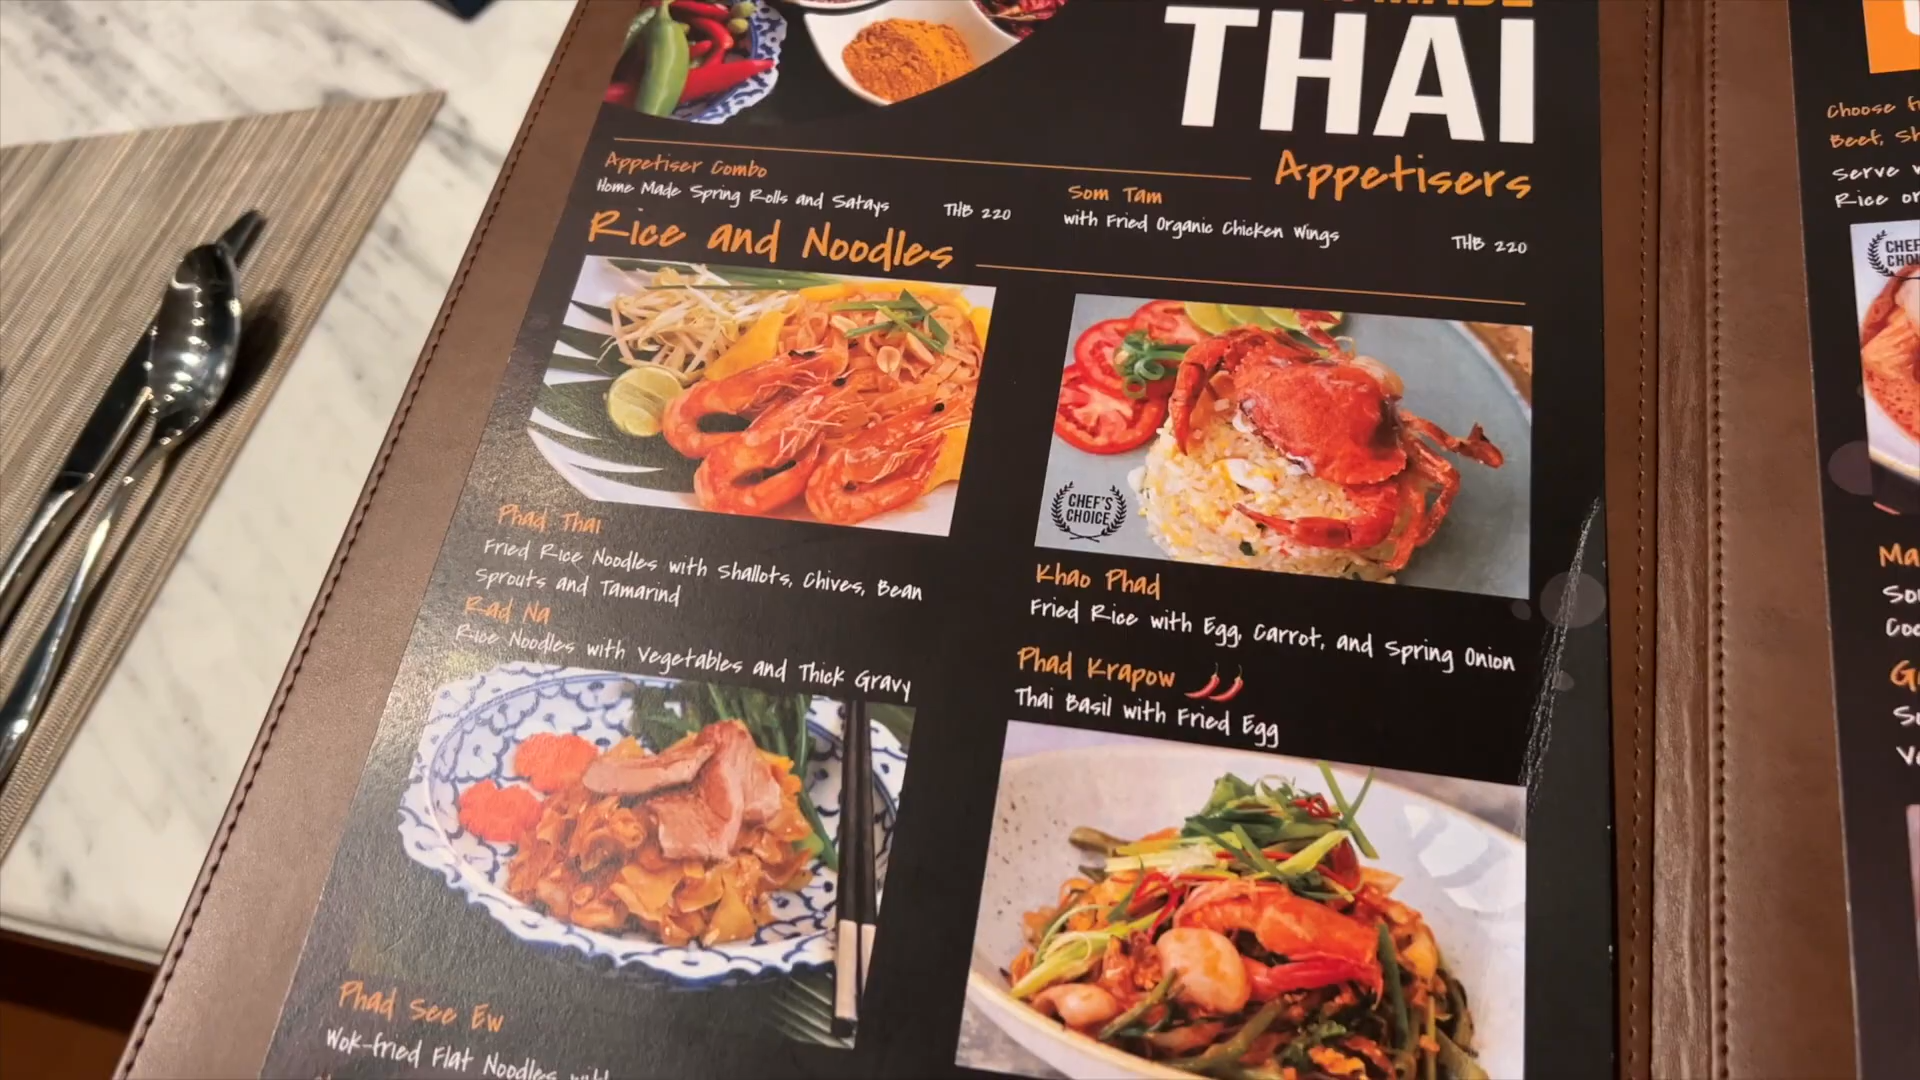 THAI
Appetisers
Appetiser Combo
Home Made Spring Rolls and Satays THB 220
Som Tam
with Fried Organic Chicken Wings THB 220
Rice and Noodles
CHEF'S
CHOICE
Phad Thai
Fried Rice Noodles with Shallots, Chives, Bean
Sprouts and Tamarind
Rad Na
Rice Noodles with Vegetables and Thick Gravy
Khao Phad
Fried Rice with Egg, Carrot, and Spring Onion
Phad Krapow
Thai Basil with Fried Egg
Phad See Ew
Wok-fried Flat Noodles with
Choose
Beef,
Serve
Rice or
CHEF